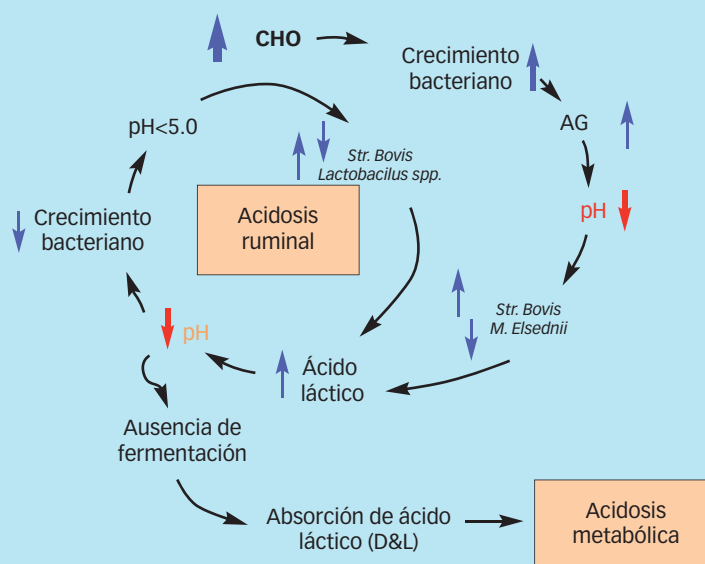 CHO
Crecimiento
bacteriano
AG
pH
Str. Bovis
M. Elsednii
Ácido
láctico
pH
Crecimiento
bacteriano
pH<5.0
Str. Bovis
Lactobacilus spp.
Acidosis
ruminal
Ausencia de
fermentación
Absorción de ácido
láctico (D&L)
Acidosis
metabólica